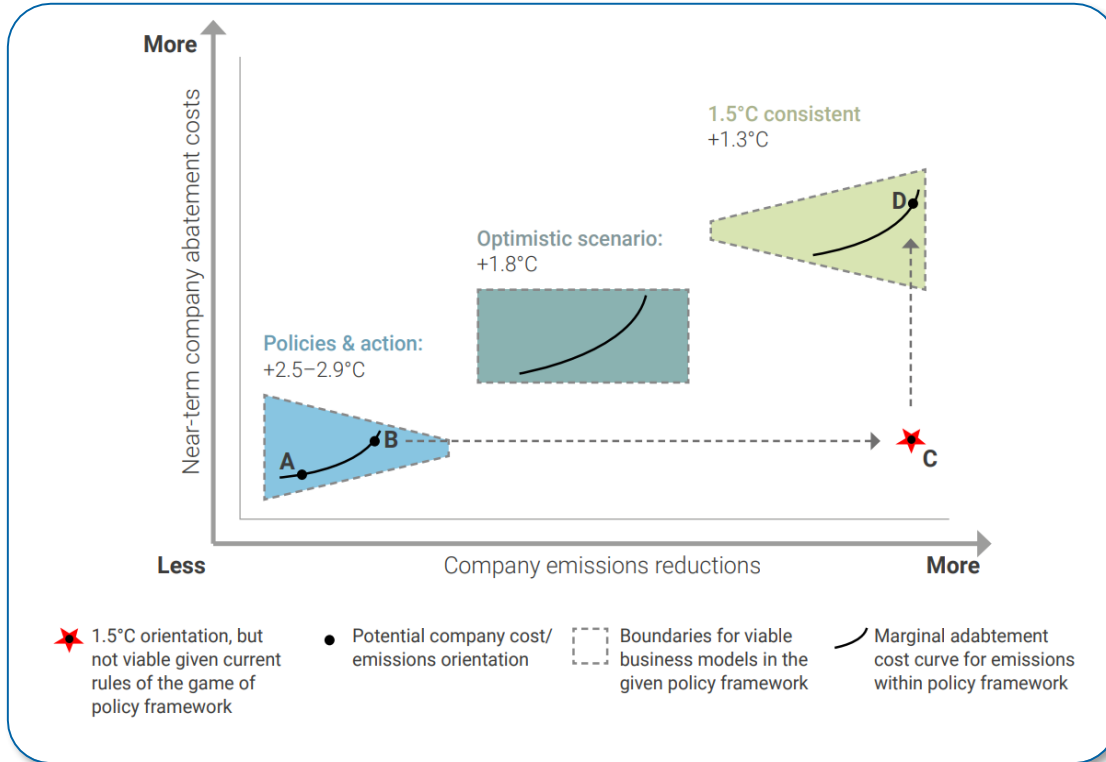 More
Near-term company abatement costs
1.5°C consistent
+1.3°C
D
Optimistic scenario:
+1.8°C
Policies & action:
+2.5–2.9°C
A
B
C
Less
Company emissions reductions
More
1.5°C orientation, but
not viable given current
rules of the game of
policy framework
Potential company cost/
emissions orientation
Boundaries for viable
business models in the
given policy framework
Marginal adabtement
cost curve for emissions
within policy framework